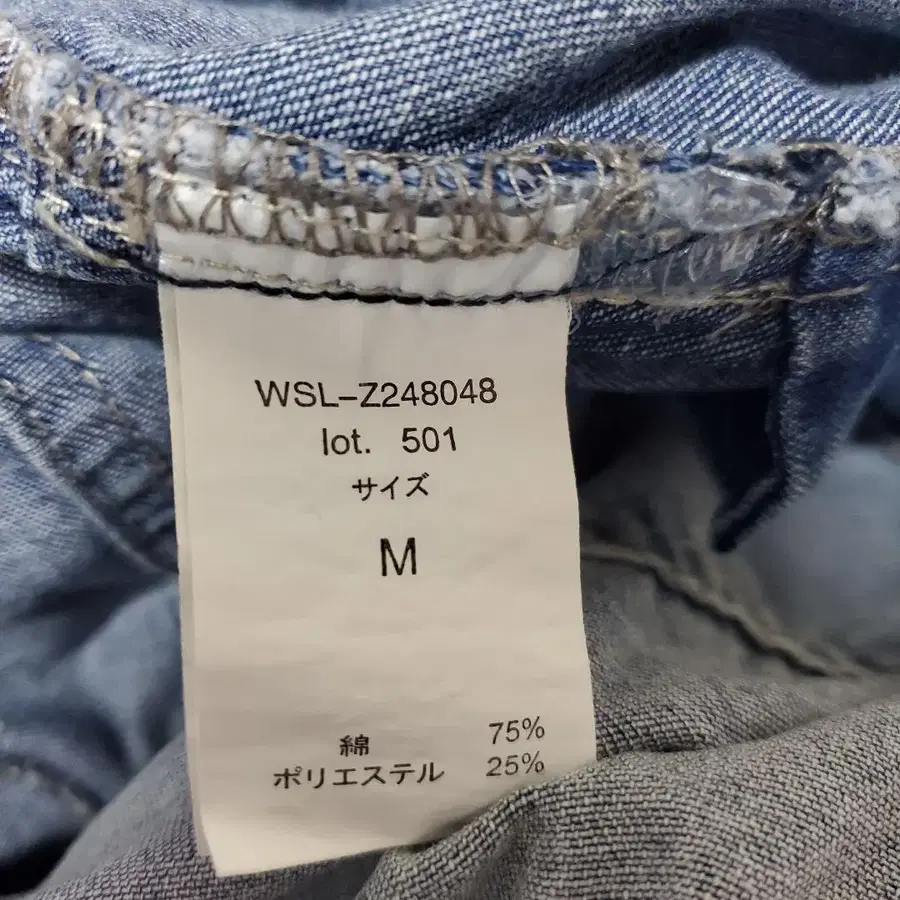 WSL-Z248048
lot. 501
サイズ
M
綿 75%
ポリエステル 25%